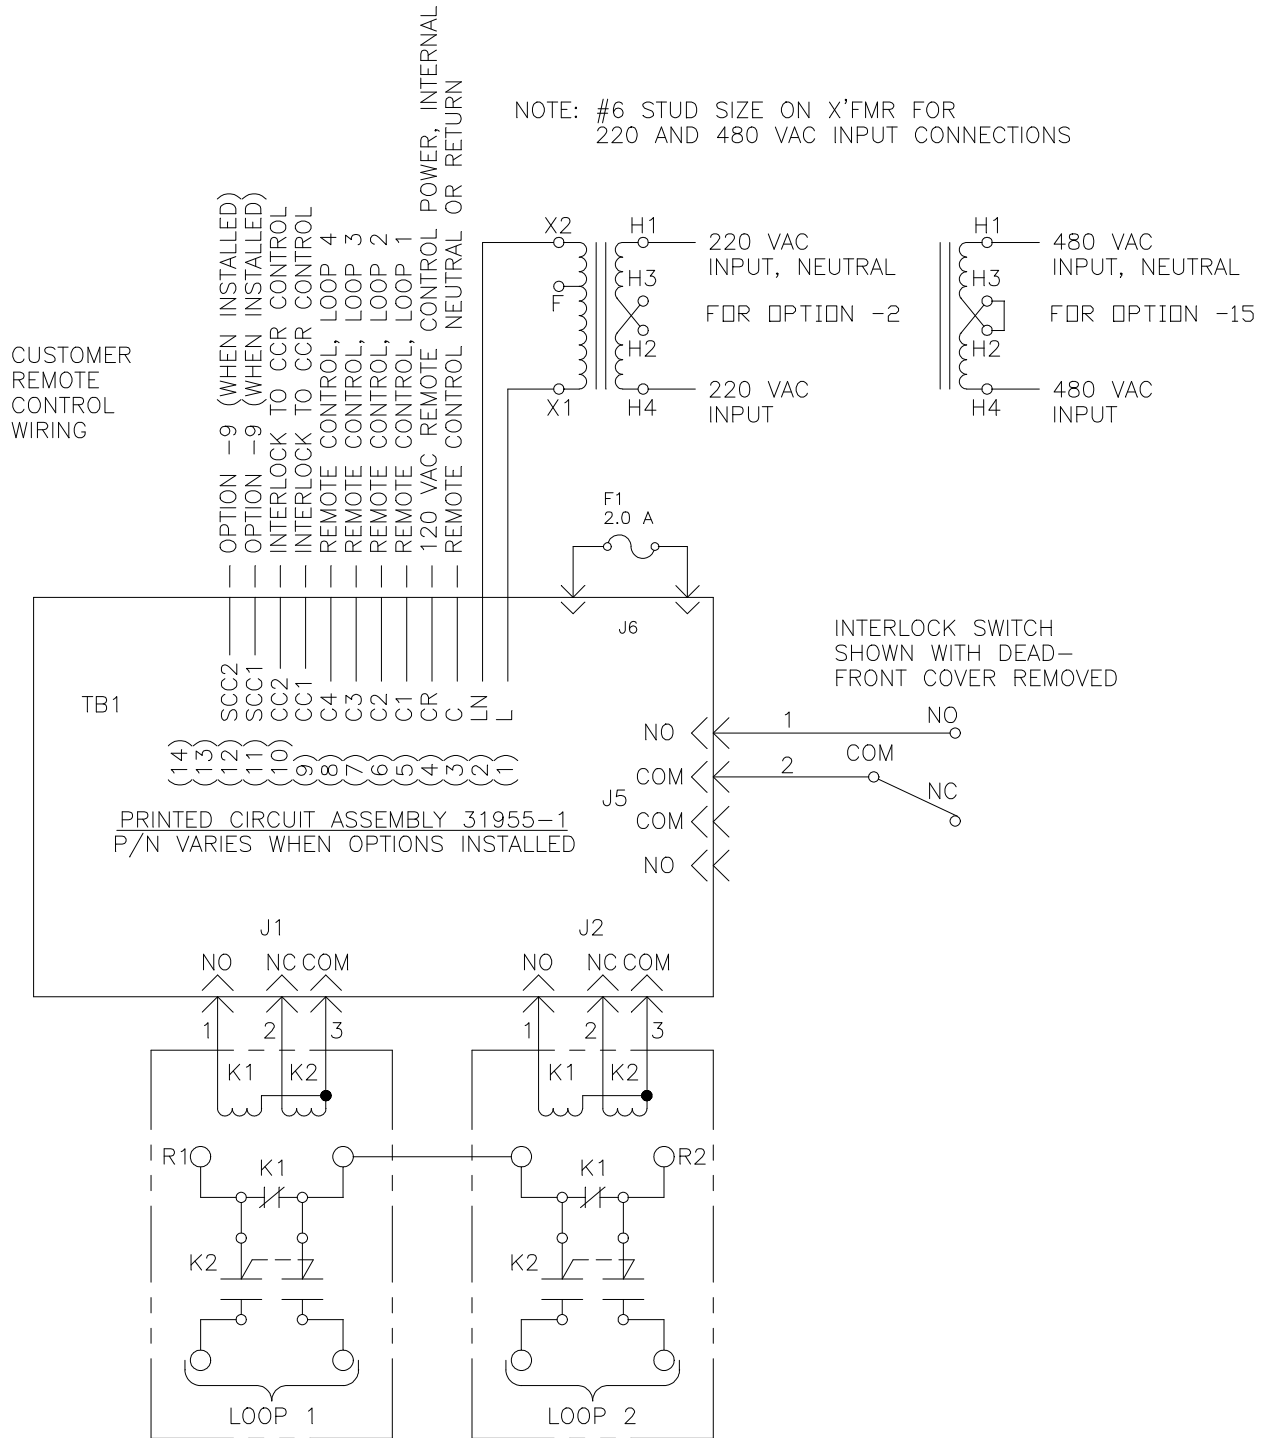 NOTE: #6 STUD SIZE ON X'FMR FOR
220 AND 480 VAC INPUT CONNECTIONS
CUSTOMER
REMOTE
CONTROL
WIRING
OPTION -9 (WHEN INSTALLED)
OPTION -9 (WHEN INSTALLED)
INTERLOCK TO CCR CONTROL
INTERLOCK TO CCR CONTROL
REMOTE CONTROL, LOOP 4
REMOTE CONTROL, LOOP 3
REMOTE CONTROL, LOOP 2
REMOTE CONTROL, LOOP 1
120 VAC REMOTE CONTROL POWER, INTERNAL
REMOTE CONTROL NEUTRAL OR RETURN
X2
F
X1
H1
H3
H2
H4
220 VAC
INPUT, NEUTRAL
FOR OPTION -2
220 VAC
INPUT
H1
H3
H2
H4
480 VAC
INPUT, NEUTRAL
FOR OPTION -15
480 VAC
INPUT
F1
2.0 A
J6
INTERLOCK SWITCH
SHOWN WITH DEAD-
FRONT COVER REMOVED
TB1
SCC2
SCC1
CC2
CC1
C4
C3
C2
C1
CR
C
LN
L
(14)
(13)
(12)
(11)
(10)
(9)
(8)
(7)
(6)
(5)
(4)
(3)
(2)
(1)
NO
COM
J5
COM
NO
1
NO
2
COM
NC
PRINTED CIRCUIT ASSEMBLY 31955-1
P/N VARIES WHEN OPTIONS INSTALLED
J1
NO NC COM
1 2 3
K1 K2
R1
K1
K2
LOOP 1
J2
NO NC COM
1 2 3
K1 K2
R2
K1
K2
LOOP 2